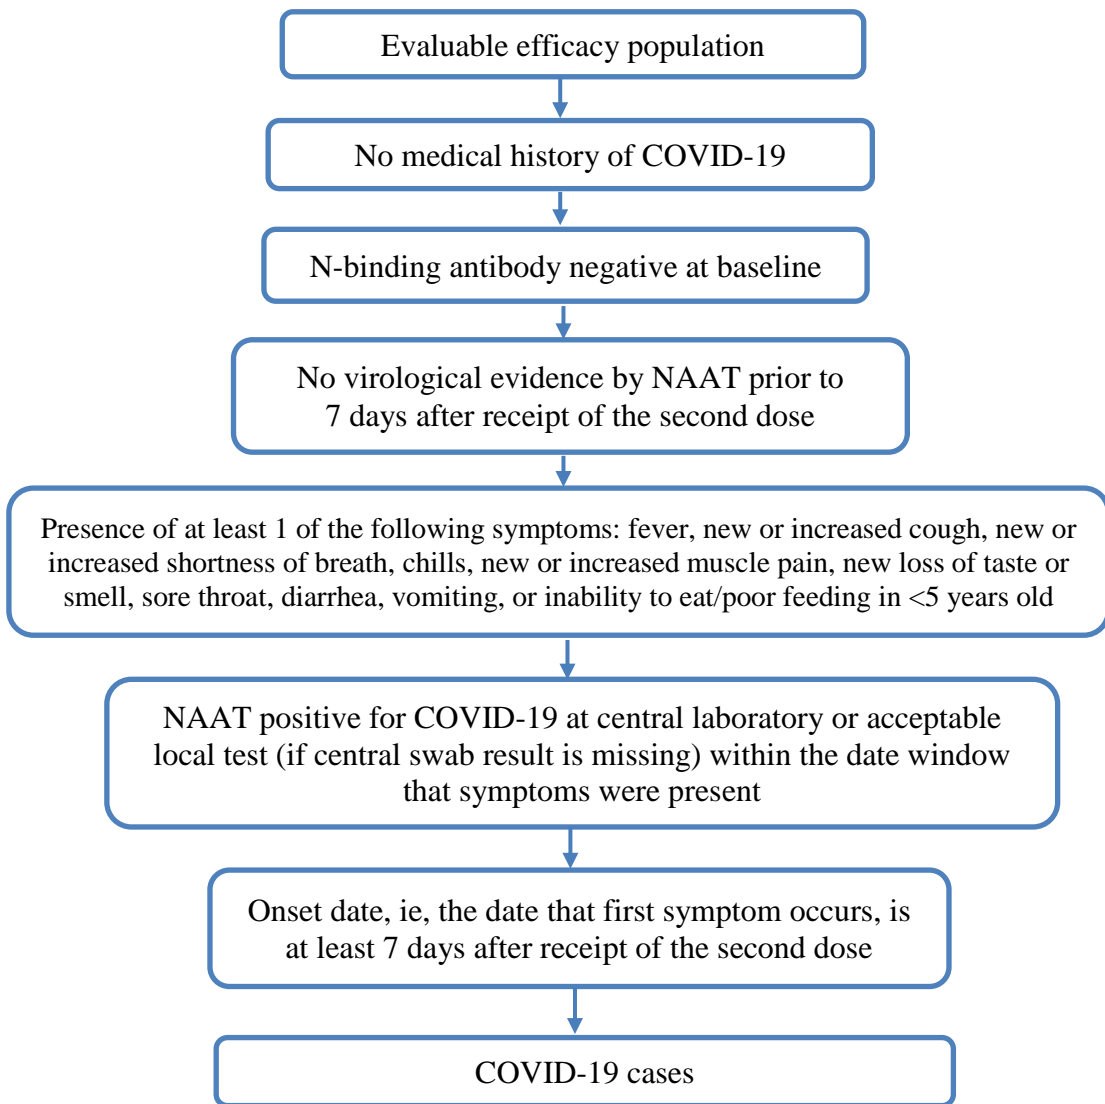 Evaluable efficacy population
No medical history of COVID-19
N-binding antibody negative at baseline
No virological evidence by NAAT prior to
7 days after receipt of the second dose
Presence of at least 1 of the following symptoms: fever, new or increased cough, new or
increased shortness of breath, chills, new or increased muscle pain, new loss of taste or
smell, sore throat, diarrhea, vomiting, or inability to eat/poor feeding in <5 years old
NAAT positive for COVID-19 at central laboratory or acceptable
local test (if central swab result is missing) within the date window
that symptoms were present
Onset date, ie, the date that first symptom occurs, is
at least 7 days after receipt of the second dose
COVID-19 cases